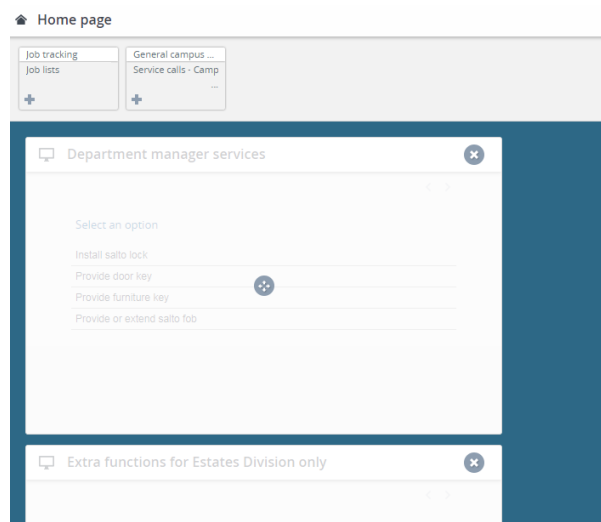 Home page
Job tracking
Job lists
General campus ...
Service calls - Camp
...
Department manager services
Select an option
Install salto lock
Provide door key
Provide furniture key
Provide or extend salto fob
Extra functions for Estates Division only